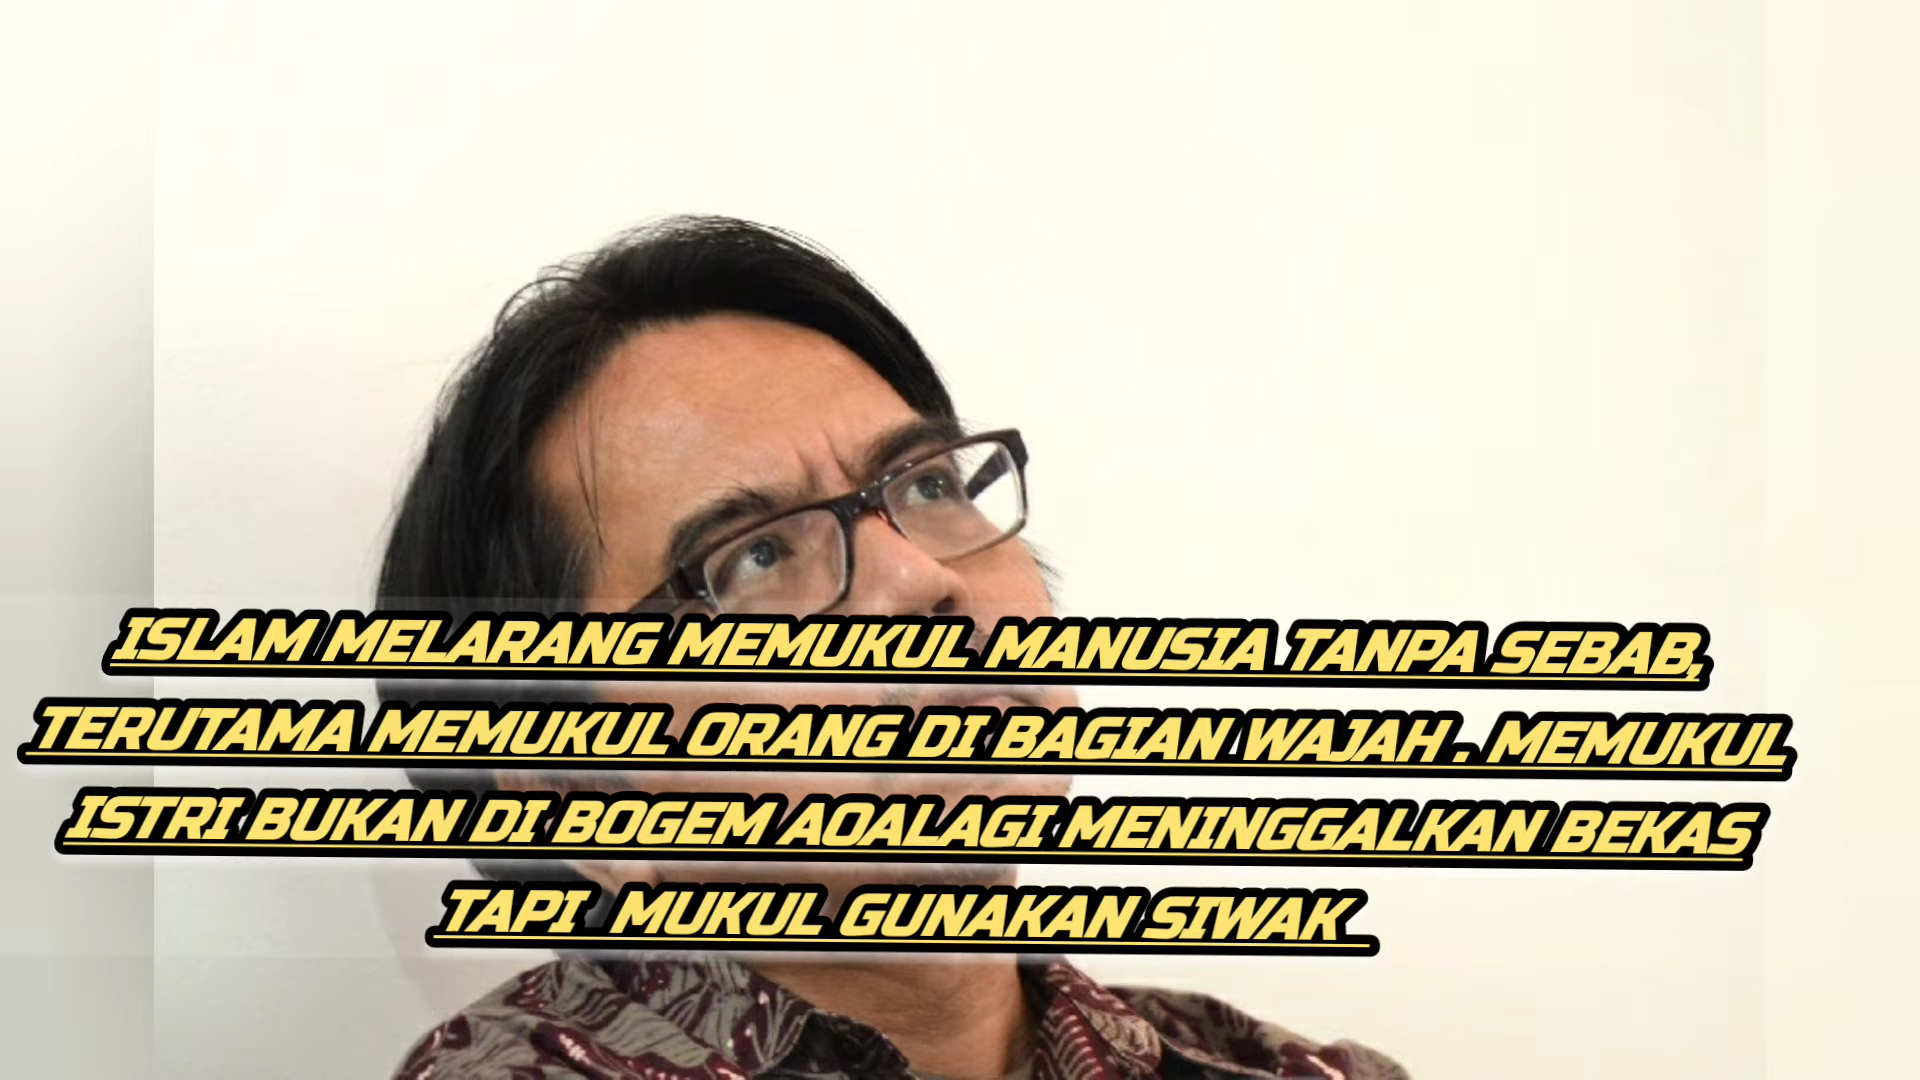 ISLAM MELARANG MEMUKUL MANUSIA TANPA SEBAB,
TERUTAMA MEMUKUL ORANG DI BAGIAN WAJAH . MEMUKUL
ISTRI BUKAN DI BOGEM AOALAGI MENINGGALKAN BEKAS
TAPI MUKUL GUNAKAN SIWAK